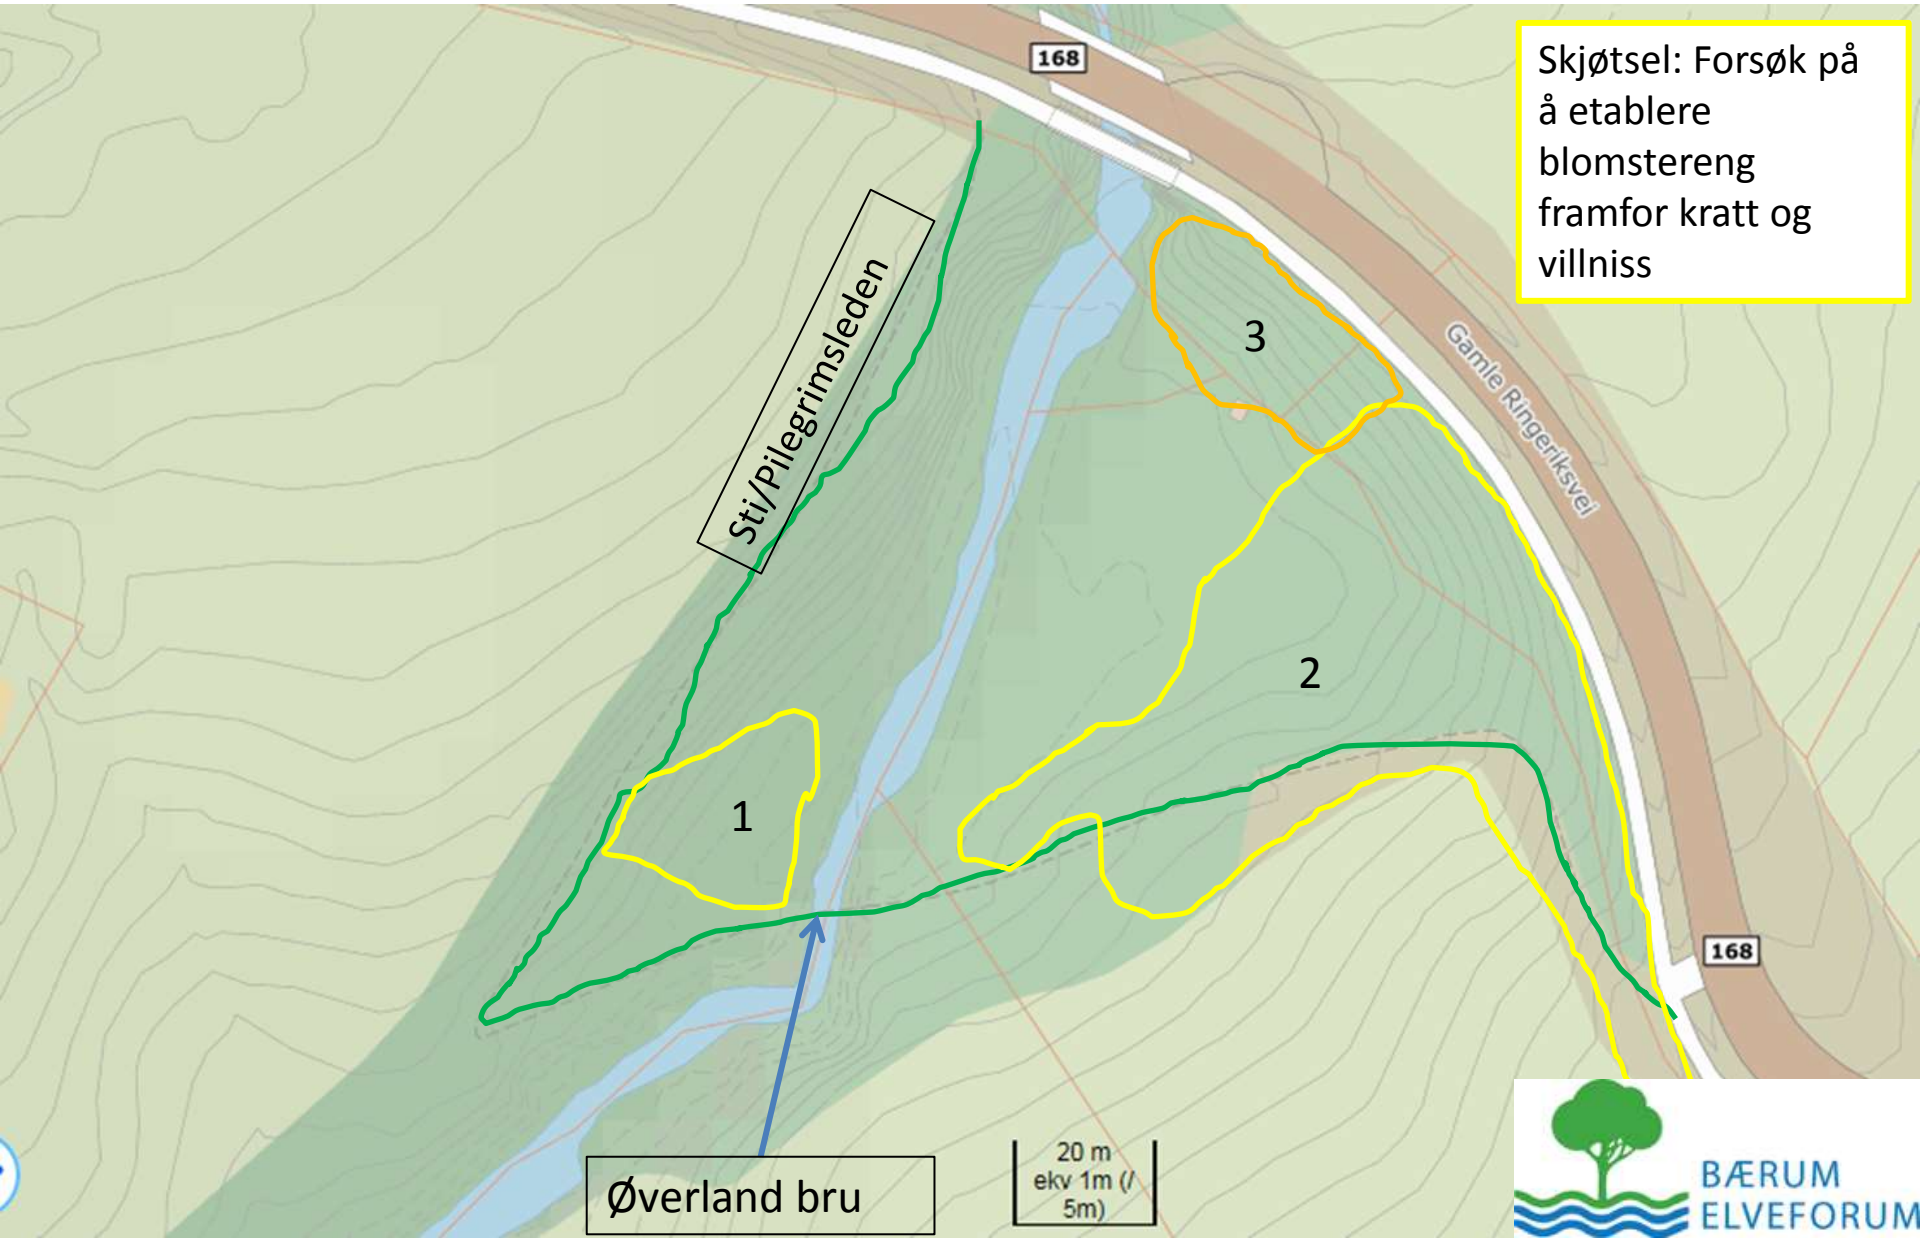 168
Skjøtsel: Forsøk på
å etablere
blomstereng
framfor kratt og
villniss
Sti/Pilegrimsleden
3
Gamle Ringeriksvei
2
1
168
Øverland bru
20 m
ekv 1m (/
5m)
BÆRUM
ELVEFORUM